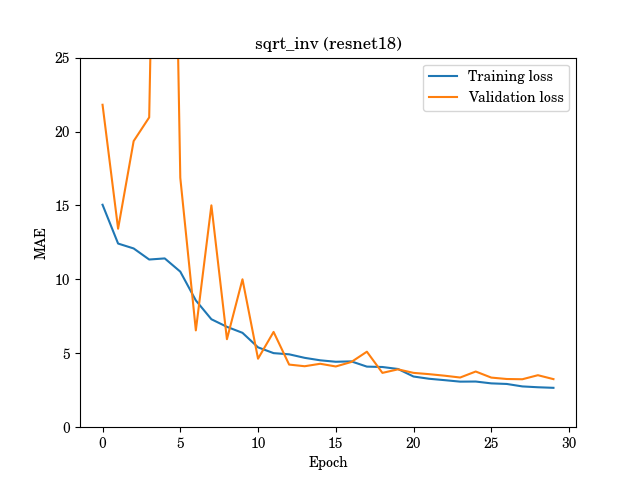 sqrt_inv (resnet18)
Training loss
Validation loss
MAE
25
20
15
10
5
0
0 5 10 15 20 25 30
Epoch